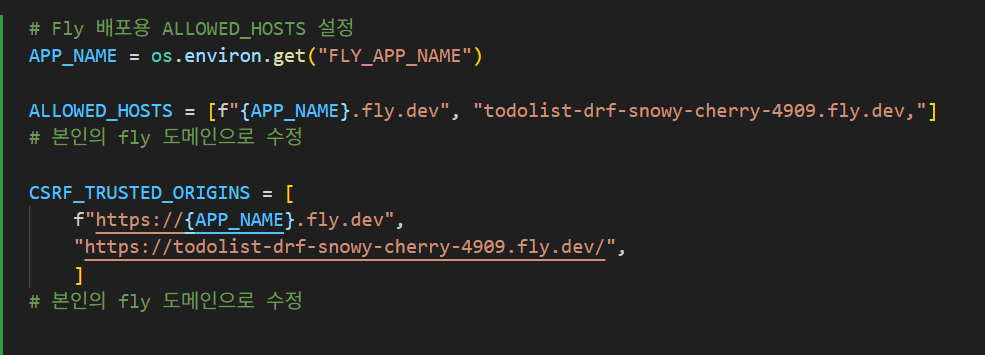 # Fly 배포용 ALLOWED_HOSTS 설정
APP_NAME = os.environ.get("FLY_APP_NAME")
ALLOWED_HOSTS = [f"{APP_NAME}.fly.dev", "todolist-drf-snowy-cherry-4909.fly.dev,"]
# 본인의 fly 도메인으로 수정
CSRF_TRUSTED_ORIGINS = [
f"https://{APP_NAME}.fly.dev",
"https://todolist-drf-snowy-cherry-4909.fly.dev/",
]
# 본인의 fly 도메인으로 수정